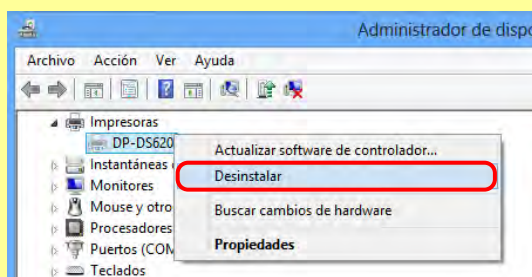 Administrador de dispo
Archivo Acción Ver Ayuda
Impresoras
DP-DS620
Actualizar software de controlador...
Instantáneas
Desinstalar
Monitores
Mouse y otro
Buscar cambios de hardware
Procesadores
Propiedades
Puertos (COM
Teclados